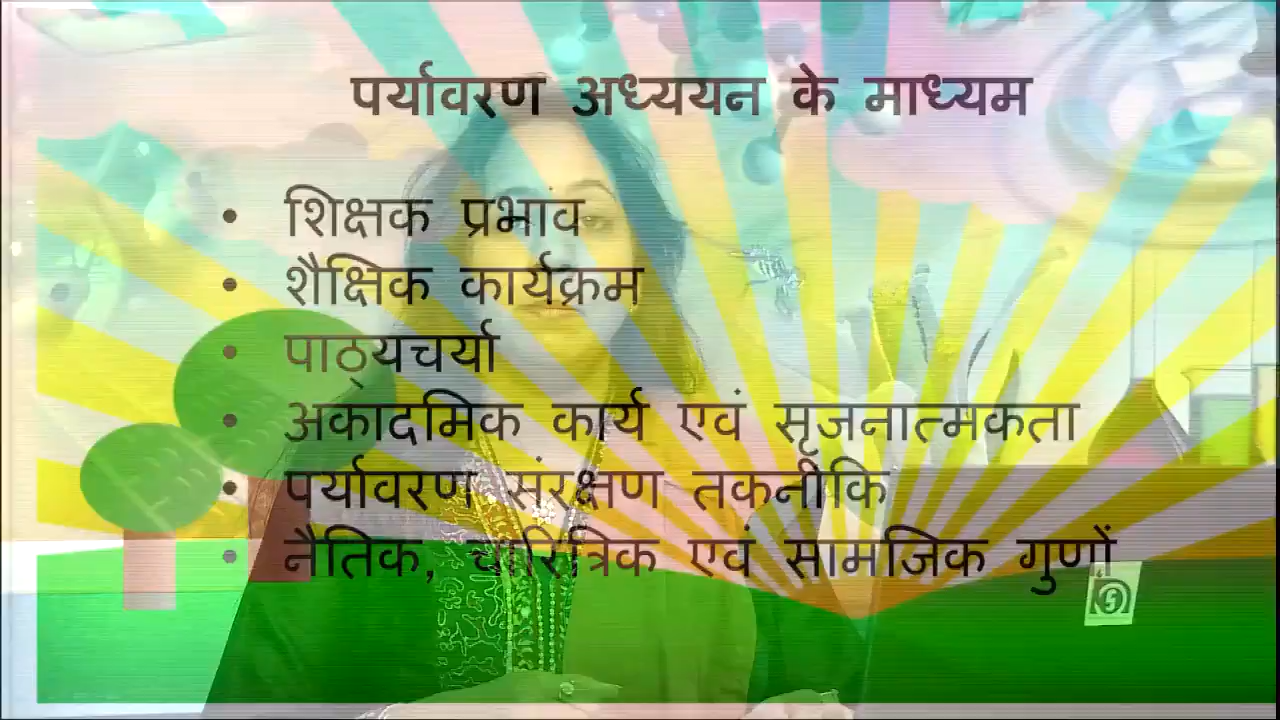 पर्यावरण अध्ययन के माध्यम
• शिक्षक प्रभाव
• शैक्षिक कार्यक्रम
• पाठ्यचर्या
• अकादमिक कार्य एवं सृजनात्मकता
• पर्यावरण संरक्षण तकनीकि
• नैतिक, चारित्रिक एवं सामजिक गुणों